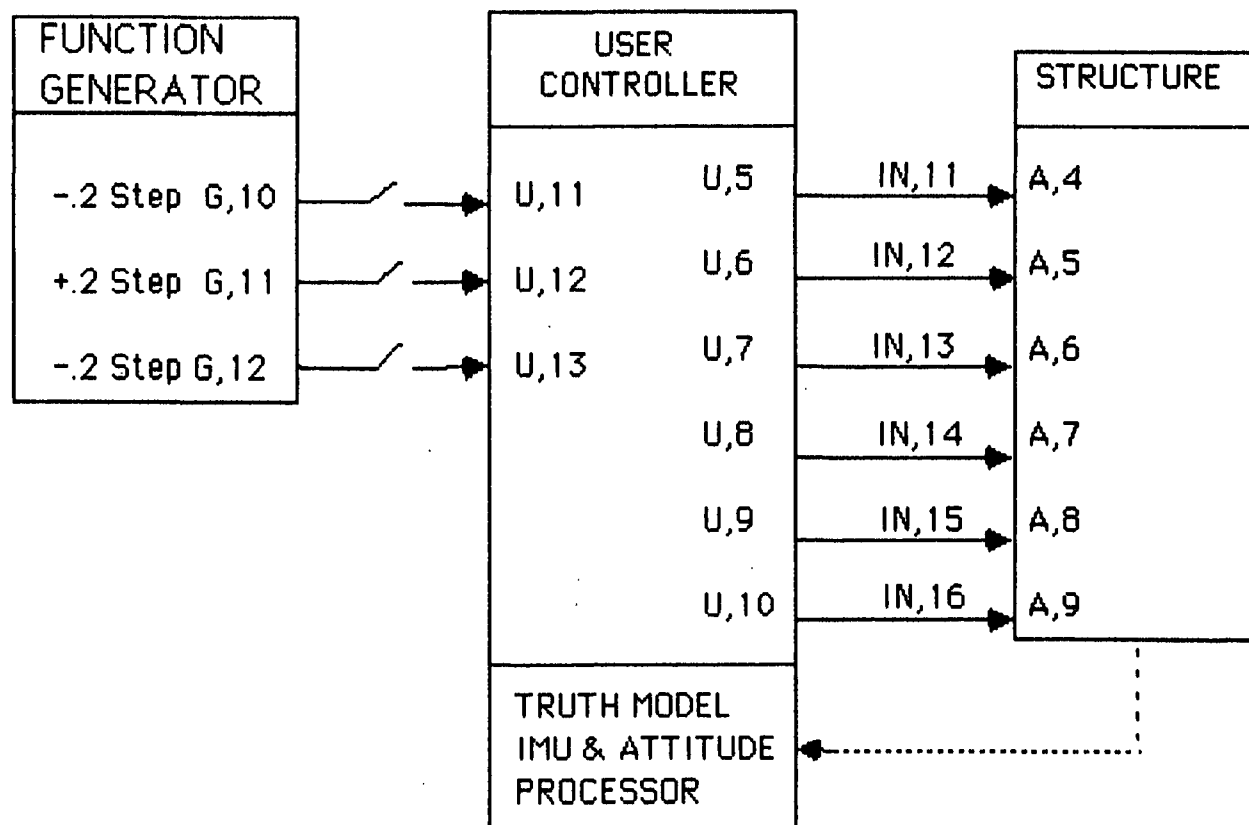 FUNCTION
GENERATOR
-.2 Step G,10
+.2 Step G,11
-.2 Step G,12
USER
CONTROLLER
U,11
U,12
U,13
U,5
U,6
U,7
U,8
U,9
U,10
TRUTH MODEL
IMU & ATTITUDE
PROCESSOR
IN,11
IN,12
IN,13
IN,14
IN,15
IN,16
STRUCTURE
A,4
A,5
A,6
A,7
A,8
A,9